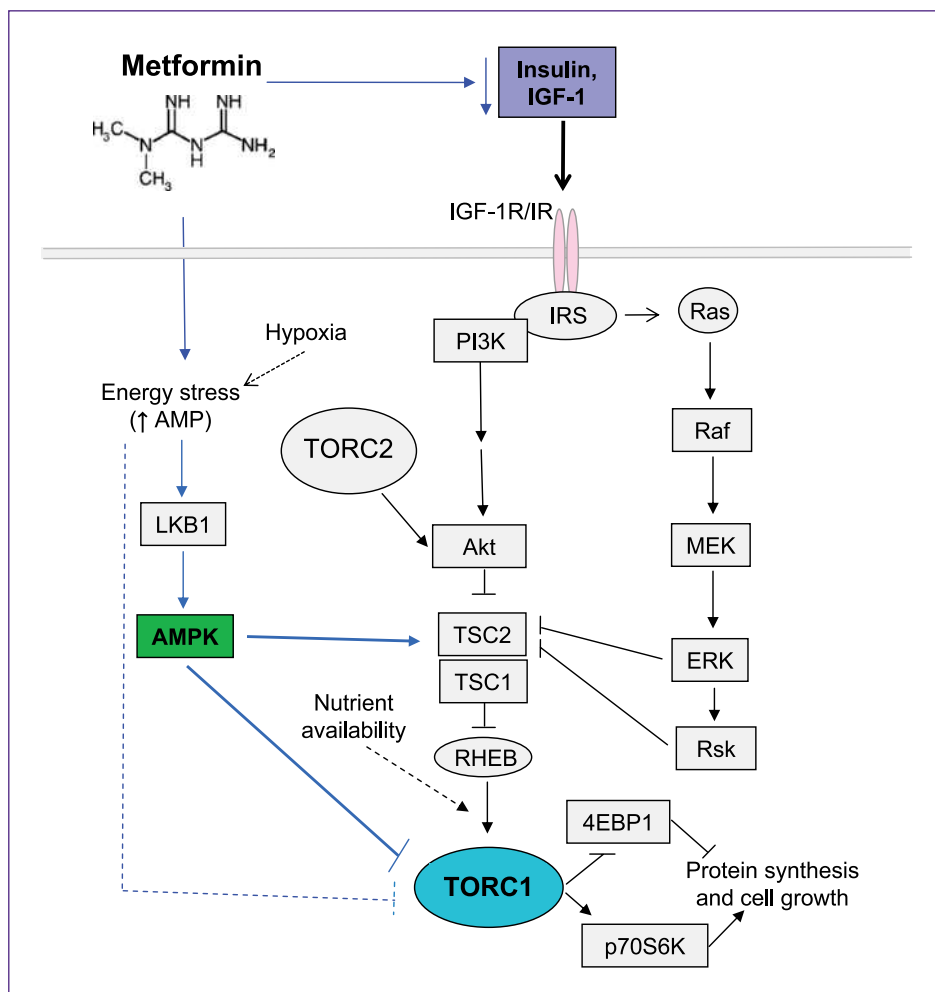 Metformin
NH NH
H₃C
N
N
H
NH₂
CH₃
↓
Insulin,
IGF-1
IGF-1R/IR
IRS
Ras
PI3K
Hypoxia
Energy stress
(↑ AMP)
Raf
TORC2
LKB1
Akt
MEK
AMPK
TSC2
ERK
TSC1
Nutrient
availability
Rsk
RHEB
4EBP1
TORC1
Protein synthesis
and cell growth
p70S6K